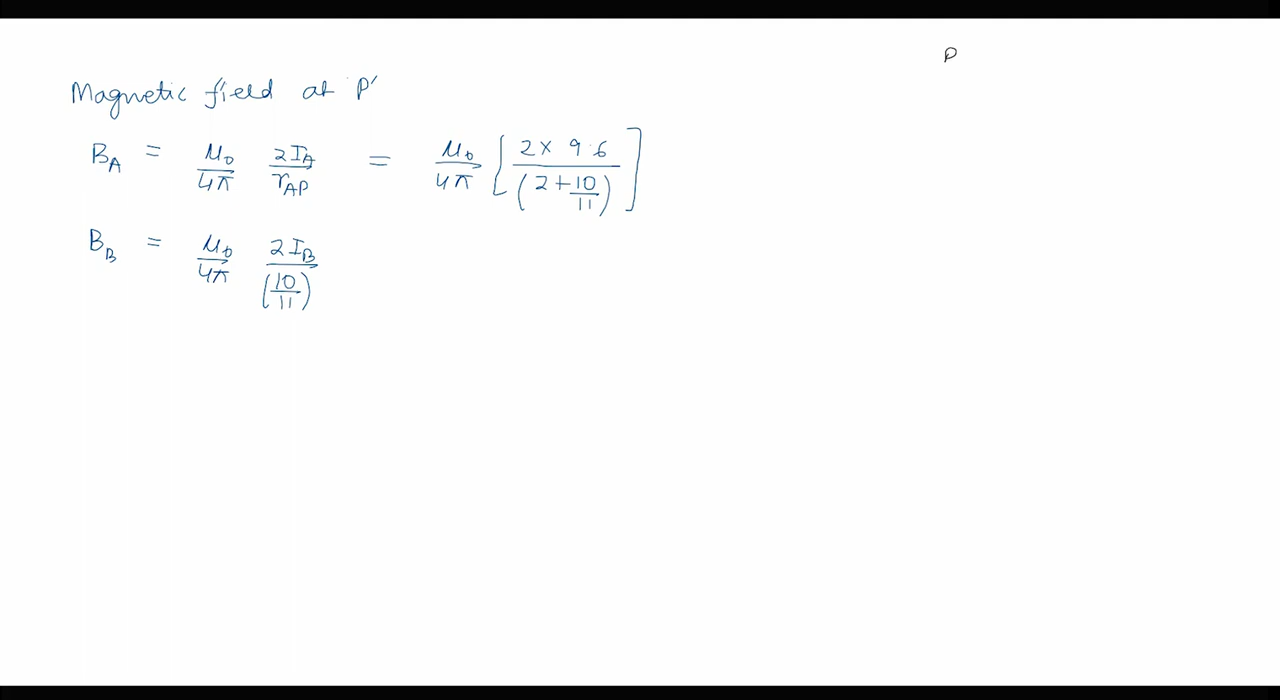 P
Magnetic field at P'
B_A = μ₀/4π 2I_A/r_AP = μ₀/4π [2 × 9.6/(2 + 10/11)]
B_B = μ₀/4π 2I_B/(10/11)